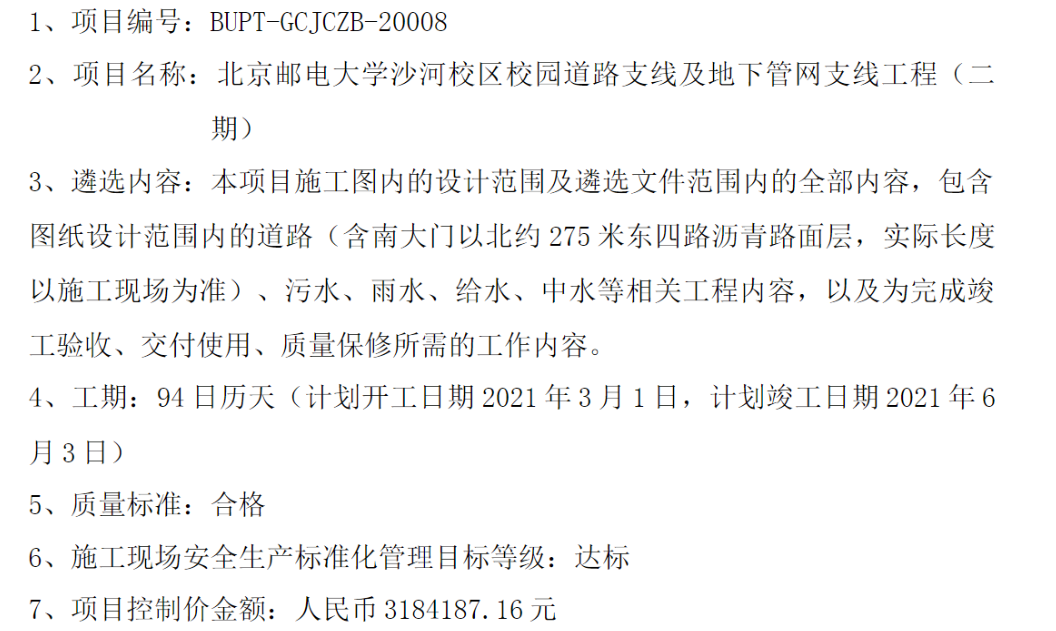 1、项目编号：BUPT-GCJCZB-20008
2、项目名称：北京邮电大学沙河校区校园道路支线及地下管网支线工程（二
期）
3、遴选内容：本项目施工图内的设计范围及遴选文件范围内的全部内容，包含
图纸设计范围内的道路（含南大门以北约 275 米东四路沥青路面层，实际长度
以施工现场为准）、污水、雨水、给水、中水等相关工程内容，以及为完成竣
工验收、交付使用、质量保修所需的工作内容。
4、工期：94 日历天（计划开工日期 2021 年 3 月 1 日，计划竣工日期 2021 年 6
月 3 日）
5、质量标准：合格
6、施工现场安全生产标准化管理目标等级：达标
7、项目控制价金额：人民币 3184187.16 元